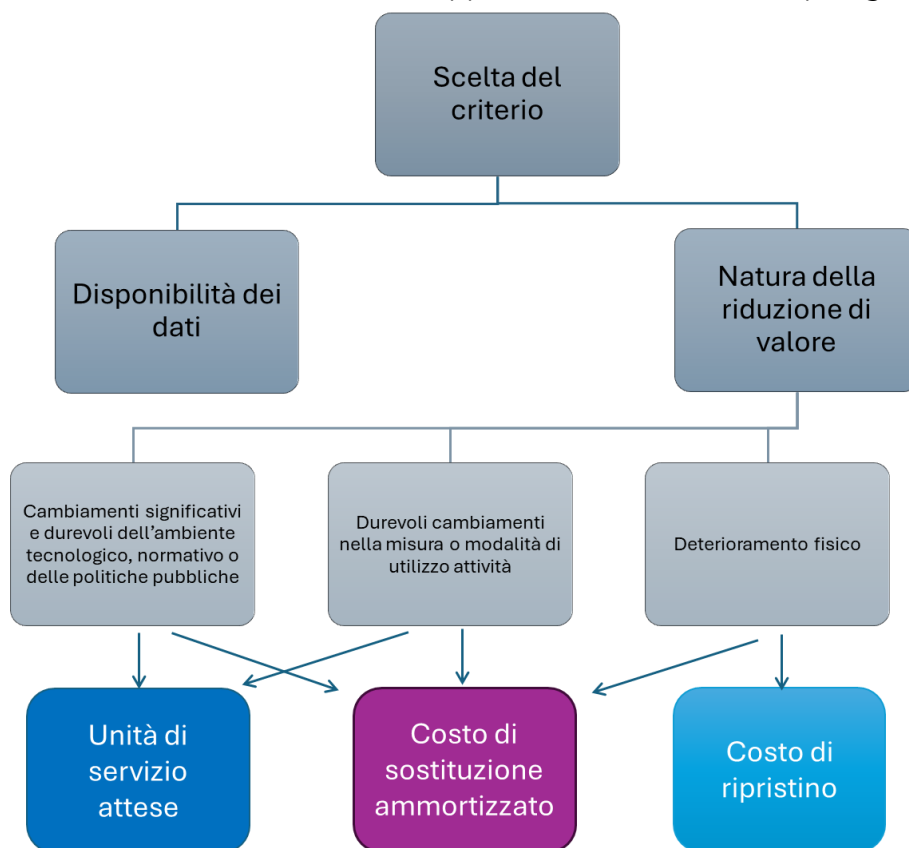 Scelta del
criterio
Disponibilità dei
dati
Natura della
riduzione di
valore
Cambiamenti significativi
e durevoli dell’ambiente
tecnologico, normativo o
delle politiche pubbliche
Durevoli cambiamenti
nella misura o modalità di
utilizzo attività
Deterioramento fisico
Unità di
servizio
attese
Costo di
sostituzione
ammortizzato
Costo di
ripristino